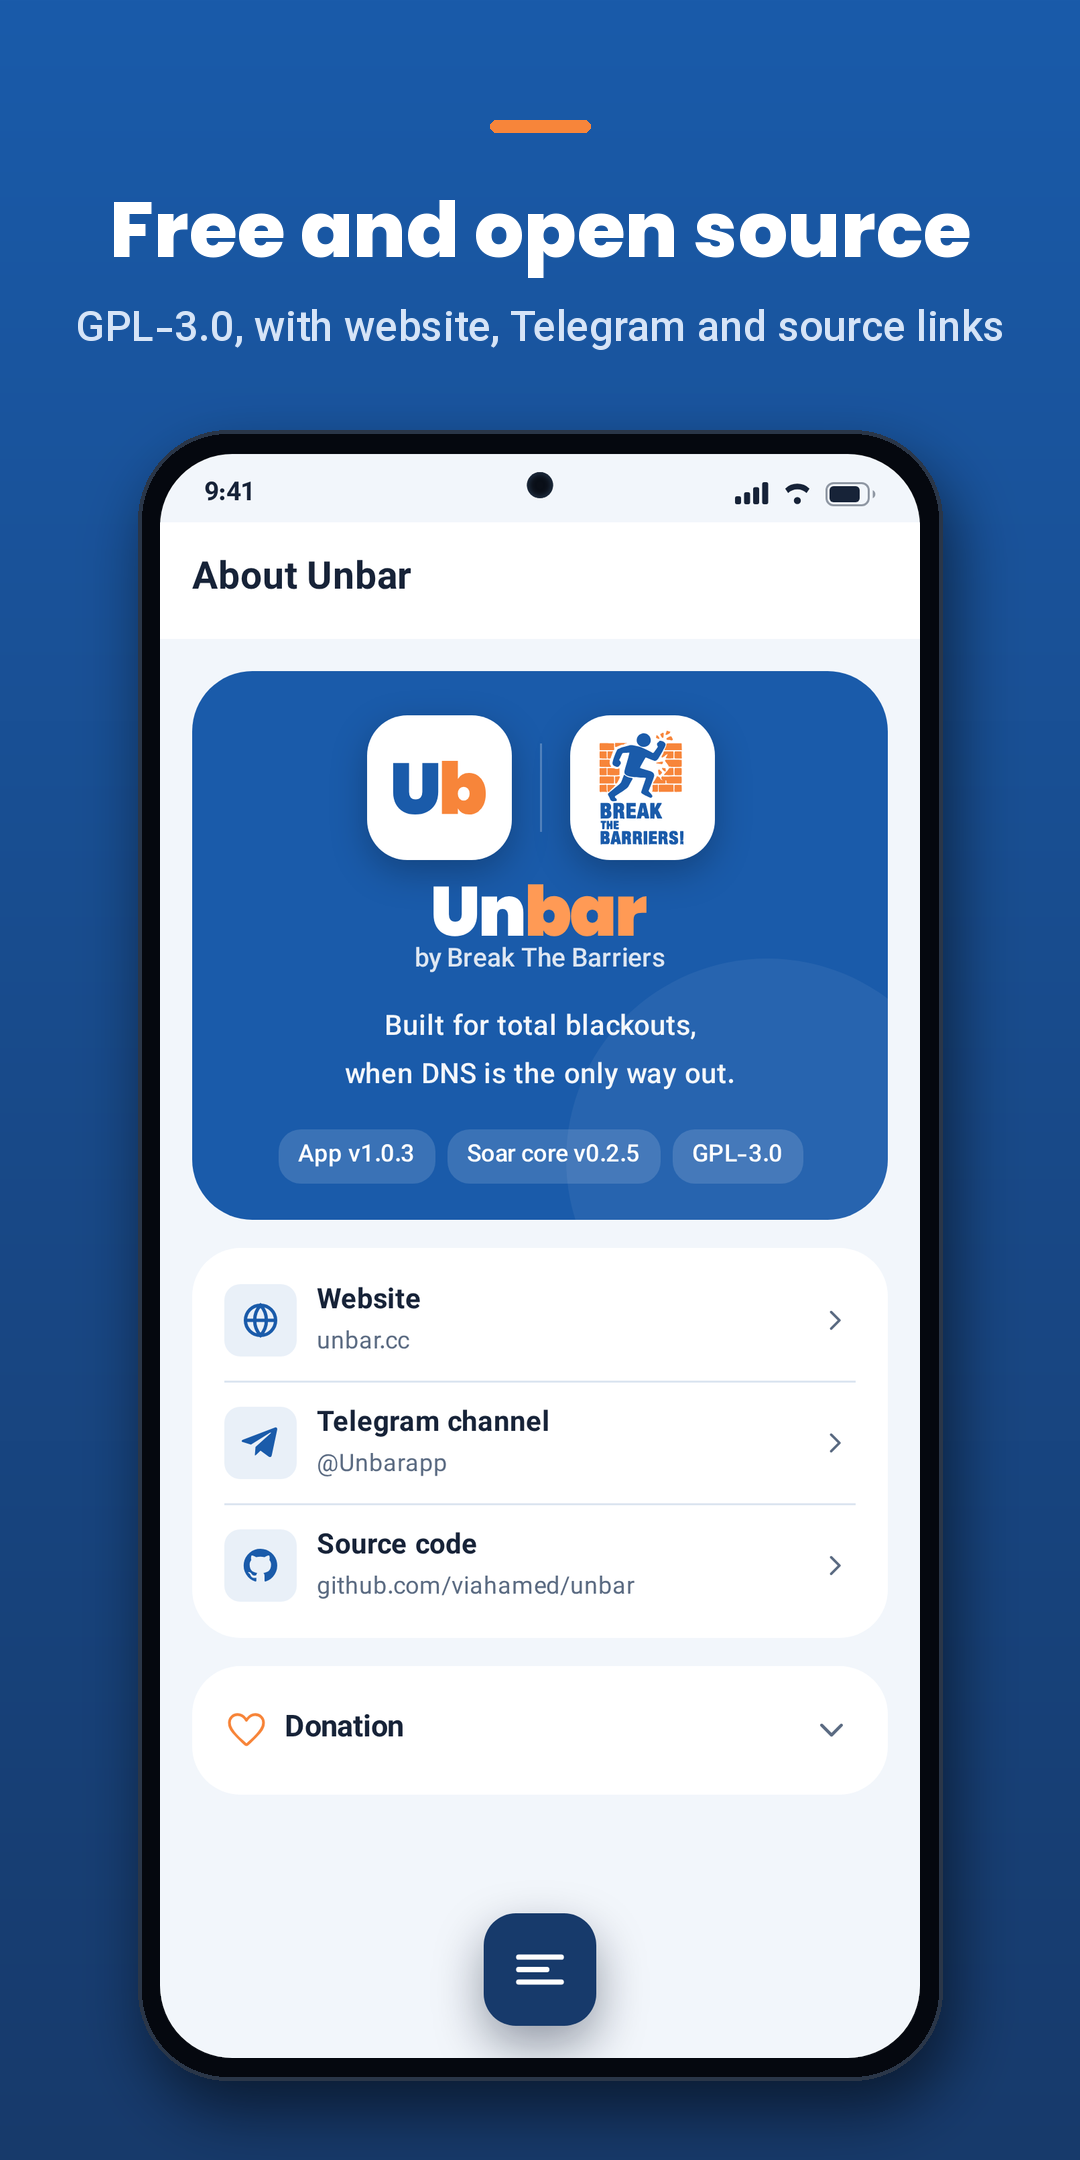 Free and open source
GPL-3.0, with website, Telegram and source links
9:41
About Unbar
Ub
BREAK
THE
BARRIERS!
Unbar
by Break The Barriers
Built for total blackouts,
when DNS is the only way out.
App v1.0.3
Soar core v0.2.5
GPL-3.0
Website
unbar.cc
Telegram channel
@Unbarapp
Source code
github.com/viahamed/unbar
Donation